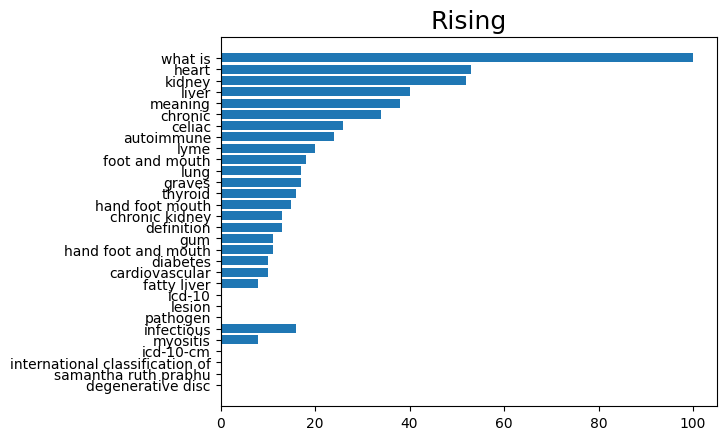 Rising
what is
heart
kidney
liver
meaning
chronic
celiac
autoimmune
lyme
foot and mouth
lung
graves
thyroid
hand foot mouth
chronic kidney
definition
gum
hand foot and mouth
diabetes
cardiovascular
fatty liver
icd-10
lesion
pathogen
infectious
myositis
icd-10-cm
international classification of
samantha ruth prabhu
degenerative disc
0 20 40 60 80 100